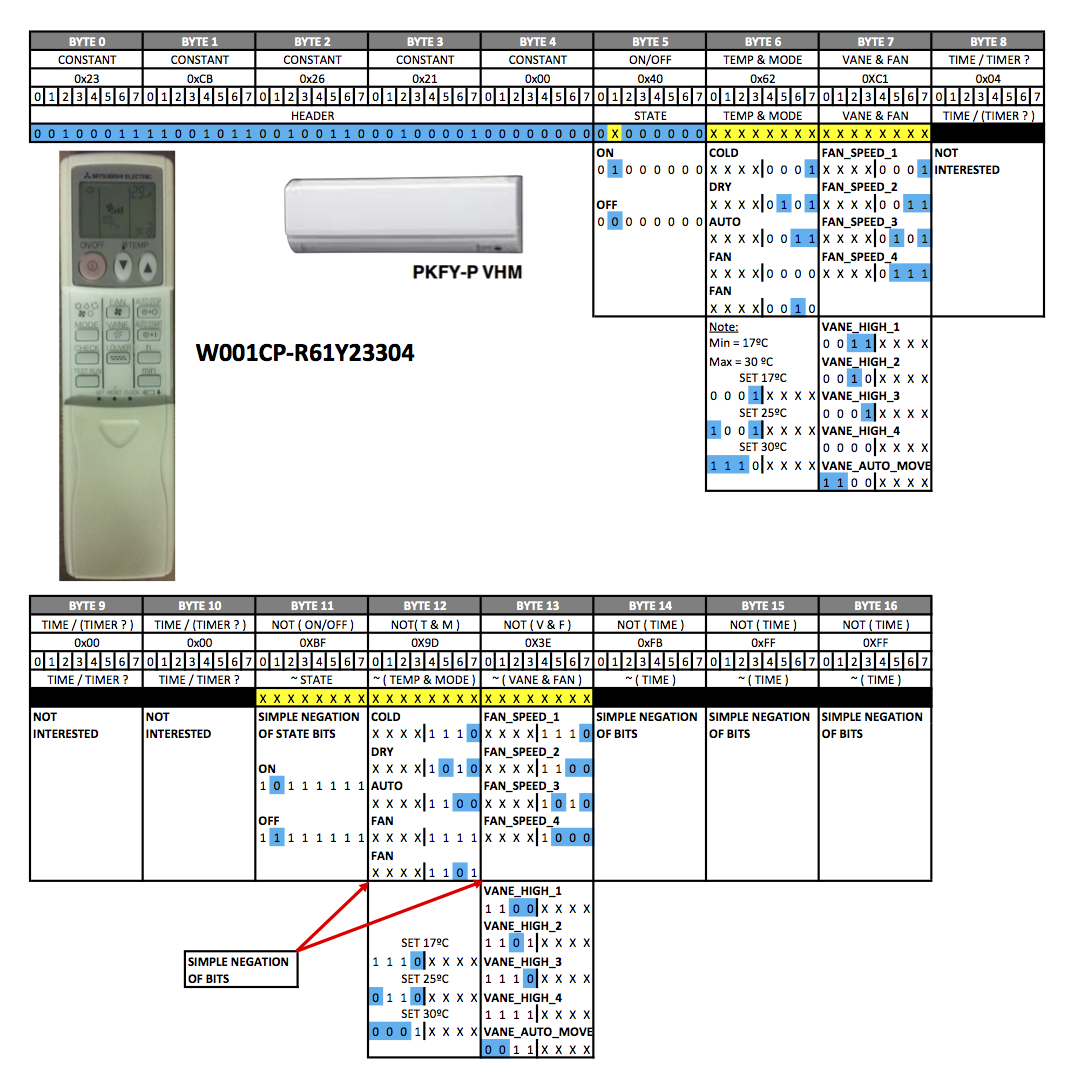 BYTE 0 BYTE 1 BYTE 2 BYTE 3 BYTE 4 BYTE 5 BYTE 6 BYTE 7 BYTE 8
CONSTANT CONSTANT CONSTANT CONSTANT CONSTANT ON/OFF TEMP & MODE VANE & FAN TIME / TIMER ?
0x23 0xCB 0x26 0x21 0x00 0x40 0x62 0XC1 0x04
0 1 2 3 4 5 6 7 0 1 2 3 4 5 6 7 0 1 2 3 4 5 6 7 0 1 2 3 4 5 6 7 0 1 2 3 4 5 6 7 0 1 2 3 4 5 6 7 0 1 2 3 4 5 6 7 0 1 2 3 4 5 6 7 0 1 2 3 4 5 6 7
HEADER STATE TEMP & MODE VANE & FAN TIME / (TIMER ? )
0 0 1 0 0 0 1 1 1 1 0 0 1 0 1 1 0 0 1 0 0 1 1 0 0 0 1 0 0 0 0 1 0 0 0 0 0 0 0 0 0 X 0 0 0 0 0 0 X X X X X X X X X X X X X X X X
ON COLD FAN_SPEED_1 NOT
0 1 0 0 0 0 0 0 X X X X 0 0 0 1 X X X X 0 0 0 1 INTERESTED
DRY FAN_SPEED_2
OFF X X X X 0 1 0 1 X X X X 0 0 1 1
0 0 0 0 0 0 0 0 AUTO FAN_SPEED_3
X X X X 0 0 1 1 X X X X 0 1 0 1
FAN FAN_SPEED_4
X X X X 0 0 0 0 X X X X 0 1 1 1
FAN
X X X X 0 0 1 0
MITSUBISHI ELECTRIC
ON/OFF TEMP
FAN AUTO STOP
MODE VANE AUTO START
CHECK LOUVER h
TEST RUN min.
SET RESET CLOCK
PKFY-P VHM
W001CP-R61Y23304
Note: VANE_HIGH_1
Min = 17ºC 0 0 1 1 X X X X
Max = 30 ºC VANE_HIGH_2
SET 17ºC 0 0 1 0 X X X X
0 0 0 1 X X X X VANE_HIGH_3
SET 25ºC 0 0 0 1 X X X X
1 0 0 1 X X X X VANE_HIGH_4
SET 30ºC 0 0 0 0 X X X X
1 1 1 0 X X X X VANE_AUTO_MOVE
1 1 0 0 X X X X
BYTE 9 BYTE 10 BYTE 11 BYTE 12 BYTE 13 BYTE 14 BYTE 15 BYTE 16
TIME / (TIMER ? ) TIME / (TIMER ? ) NOT ( ON/OFF ) NOT( T & M ) NOT ( V & F ) NOT ( TIME ) NOT ( TIME ) NOT ( TIME )
0x00 0x00 0XBF 0X9D 0X3E 0xFB 0xFF 0XFF
0 1 2 3 4 5 6 7 0 1 2 3 4 5 6 7 0 1 2 3 4 5 6 7 0 1 2 3 4 5 6 7 0 1 2 3 4 5 6 7 0 1 2 3 4 5 6 7 0 1 2 3 4 5 6 7 0 1 2 3 4 5 6 7
TIME / TIMER ? TIME / TIMER ? ~ STATE ~ ( TEMP & MODE ) ~ ( VANE & FAN ) ~ ( TIME ) ~ ( TIME ) ~ ( TIME )
X X X X X X X X X X X X X X X X X X X X X X X X
NOT NOT SIMPLE NEGATION COLD FAN_SPEED_1 SIMPLE NEGATION SIMPLE NEGATION SIMPLE NEGATION
INTERESTED INTERESTED OF STATE BITS X X X X 1 1 1 0 X X X X 1 1 1 0 OF BITS OF BITS OF BITS
DRY FAN_SPEED_2
ON X X X X 1 0 1 0 X X X X 1 1 0 0
1 0 1 1 1 1 1 1 AUTO FAN_SPEED_3
X X X X 1 1 0 0 X X X X 1 0 1 0
OFF FAN FAN_SPEED_4
1 1 1 1 1 1 1 1 X X X X 1 1 1 1 X X X X 1 0 0 0
FAN
X X X X 1 1 0 1
VANE_HIGH_1
1 1 0 0 X X X X
VANE_HIGH_2
SET 17ºC 1 1 0 1 X X X X
SIMPLE NEGATION 1 1 1 0 X X X X VANE_HIGH_3
OF BITS SET 25ºC 1 1 1 0 X X X X
0 1 1 0 X X X X VANE_HIGH_4
SET 30ºC 1 1 1 1 X X X X
0 0 0 1 X X X X VANE_AUTO_MOVE
0 0 1 1 X X X X